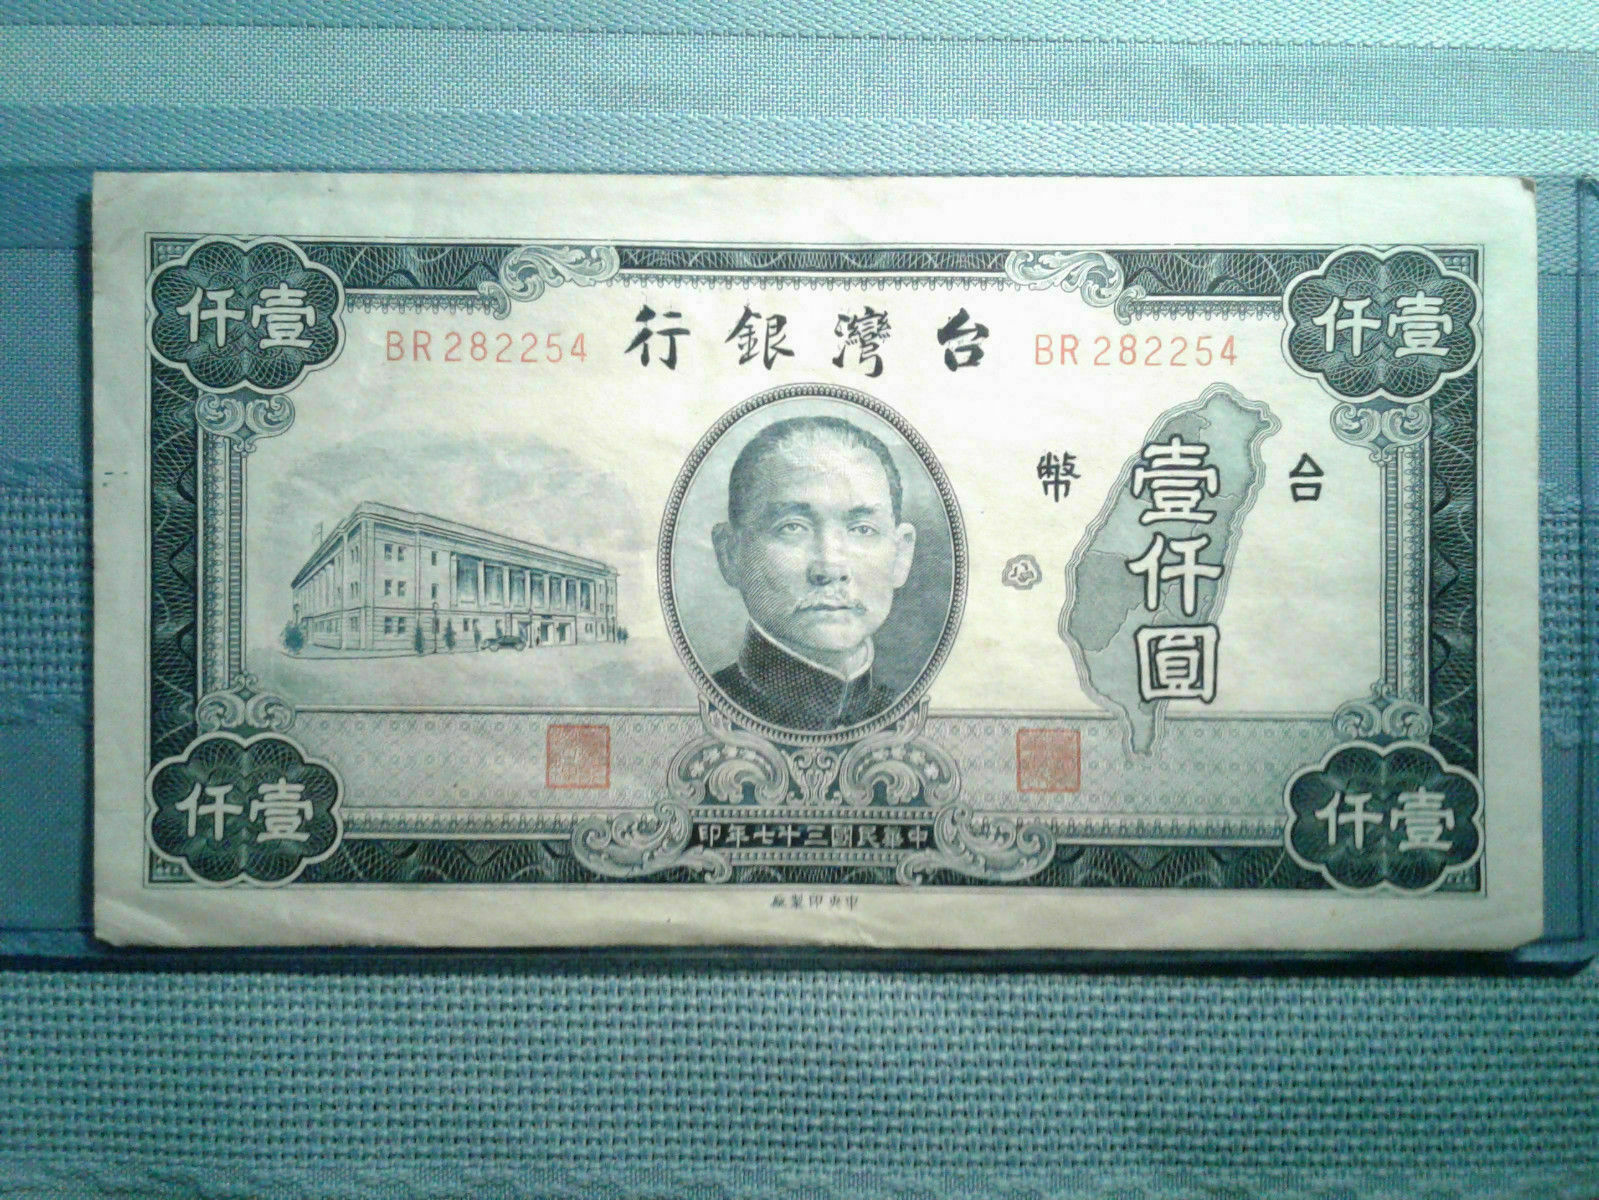 壹仟
壹仟
BR282254
台灣銀行
BR282254
台幣
壹仟圓
壹仟
壹仟
中華民國三十七年印
中央印製廠